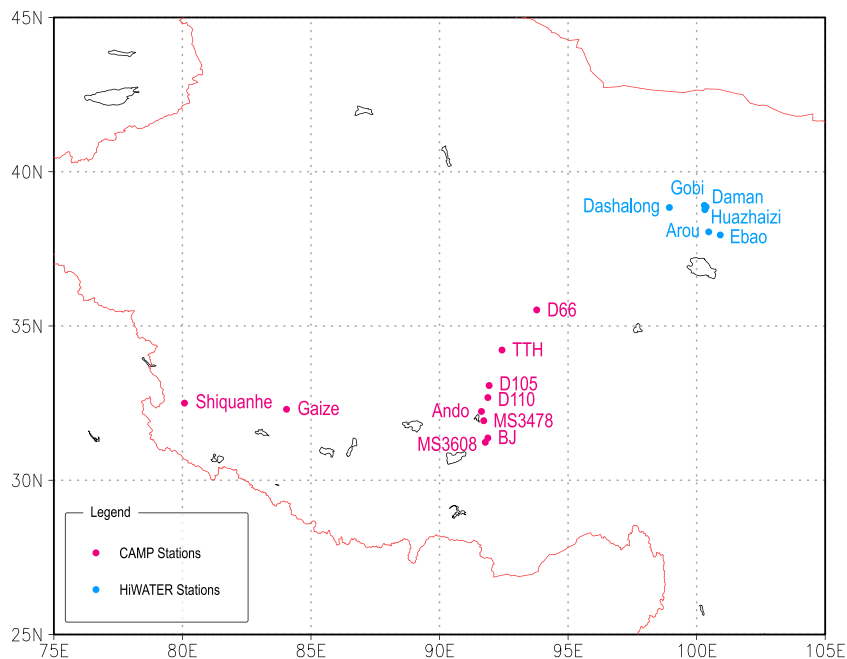 45N
40N
Gobi
Daman
Dashalong
Huazhaizi
Arou
Ebao
D66
35N
TTH
D105
D110
Shiquanhe
Gaize
Ando
MS3478
BJ
MS3608
30N
Legend
CAMP Stations
HiWATER Stations
25N
75E 80E 85E 90E 95E 100E 105E